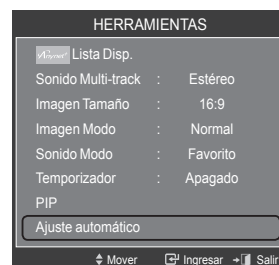 HERRAMIENTAS
Anynet+ Lista Disp.
Sonido Multi-track : Estéreo
Imagen Tamaño : 16:9
Imagen Modo : Normal
Sonido Modo : Favorito
Temporizador : Apagado
PIP
Ajuste automático
Mover Ingresar Salir